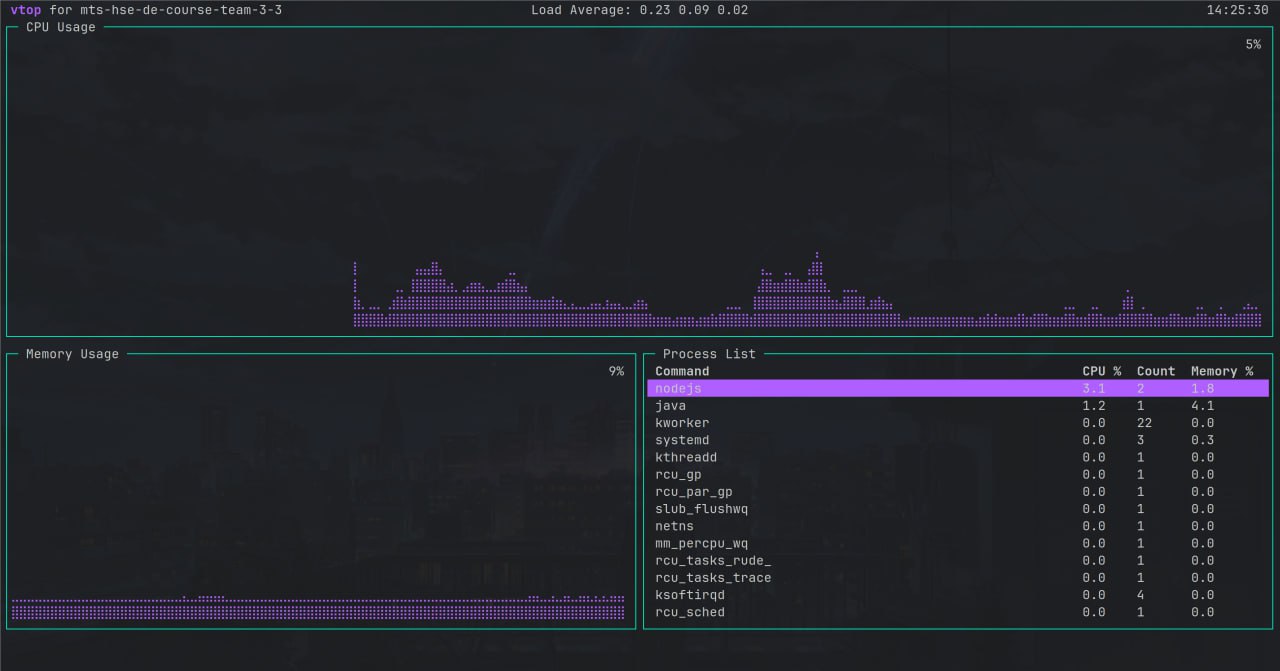 vtop for mts-hse-de-course-team-3-3 Load Average: 0.23 0.09 0.02 14:25:30
CPU Usage
5%
Memory Usage
9%
Process List
Command CPU % Count Memory %
nodejs 3.1 2 1.8
java 1.2 1 4.1
kworker 0.0 22 0.0
systemd 0.0 3 0.3
kthreadd 0.0 1 0.0
rcu_gp 0.0 1 0.0
rcu_par_gp 0.0 1 0.0
slub_flushwq 0.0 1 0.0
netns 0.0 1 0.0
mm_percpu_wq 0.0 1 0.0
rcu_tasks_rude_ 0.0 1 0.0
rcu_tasks_trace 0.0 1 0.0
ksoftirqd 0.0 4 0.0
rcu_sched 0.0 1 0.0